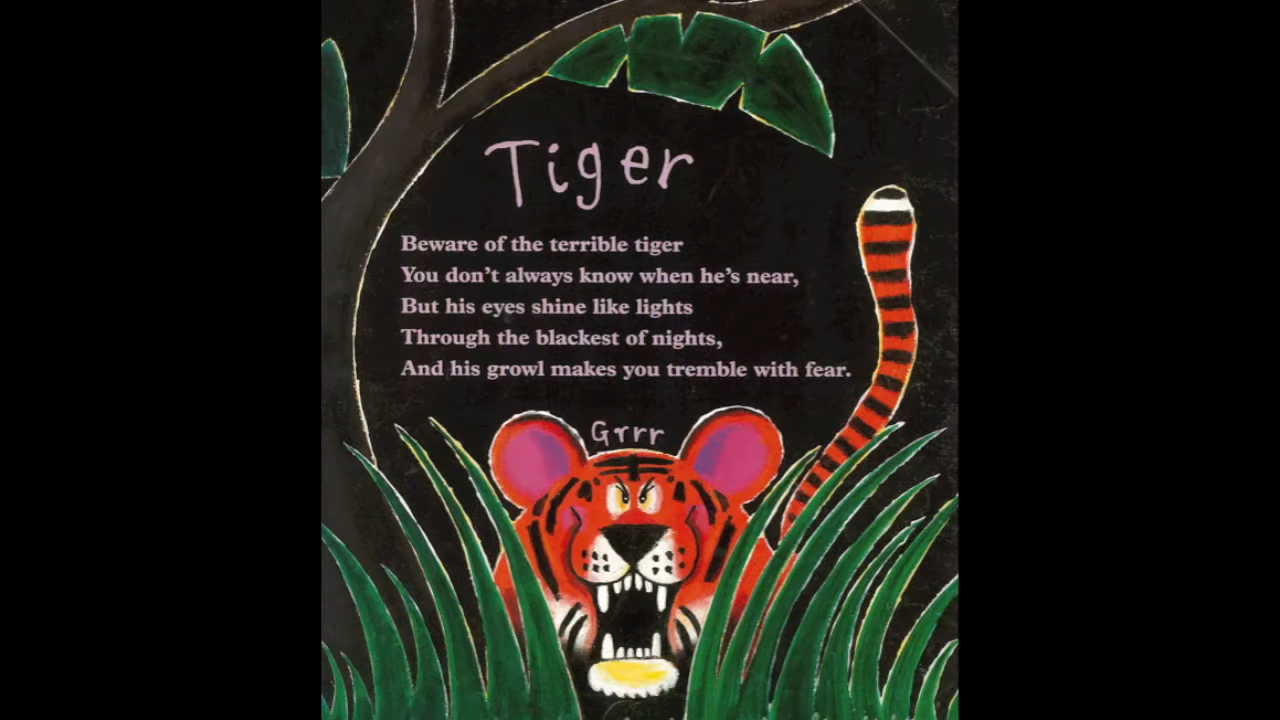 Tiger
Beware of the terrible tiger
You don't always know when he's near,
But his eyes shine like lights
Through the blackest of nights,
And his growl makes you tremble with fear.
Grrr